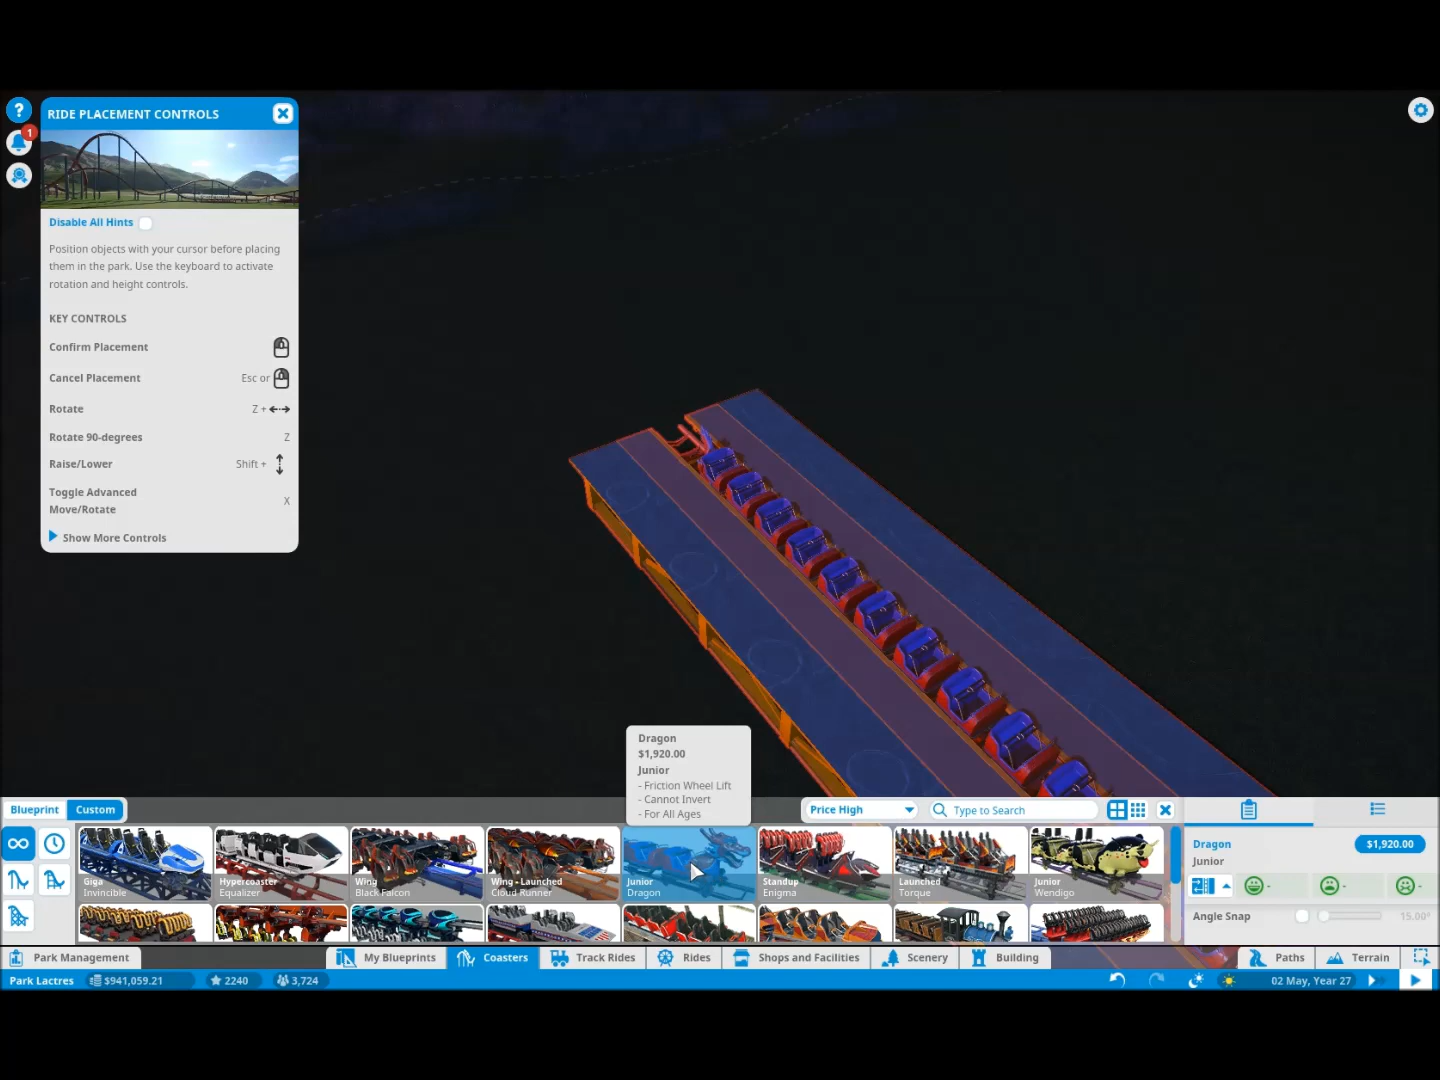 RIDE PLACEMENT CONTROLS
?
1
Disable All Hints
Position objects with your cursor before placing
them in the park. Use the keyboard to activate
rotation and height controls.
KEY CONTROLS
Confirm Placement
Cancel Placement Esc or
Rotate Z +
Rotate 90-degrees Z
Raise/Lower Shift +
Toggle Advanced
Move/Rotate X
Show More Controls
Dragon
$1,920.00
Junior
- Friction Wheel Lift
- Cannot Invert
- For All Ages
Blueprint Custom
Price High
Type to Search
Giga
Invincible
Hypercoaster
Equalizer
Wing
Black Falcon
Wing - Launched
Cloud Runner
Junior
Dragon
Standup
Enigma
Launched
Torque
Junior
Wendigo
Dragon $1,920.00
Junior
Angle Snap 15.00°
Park Management My Blueprints Coasters Track Rides Rides Shops and Facilities Scenery Building Paths Terrain
Park Lactres $941,059.21 2240 3,724 02 May, Year 27